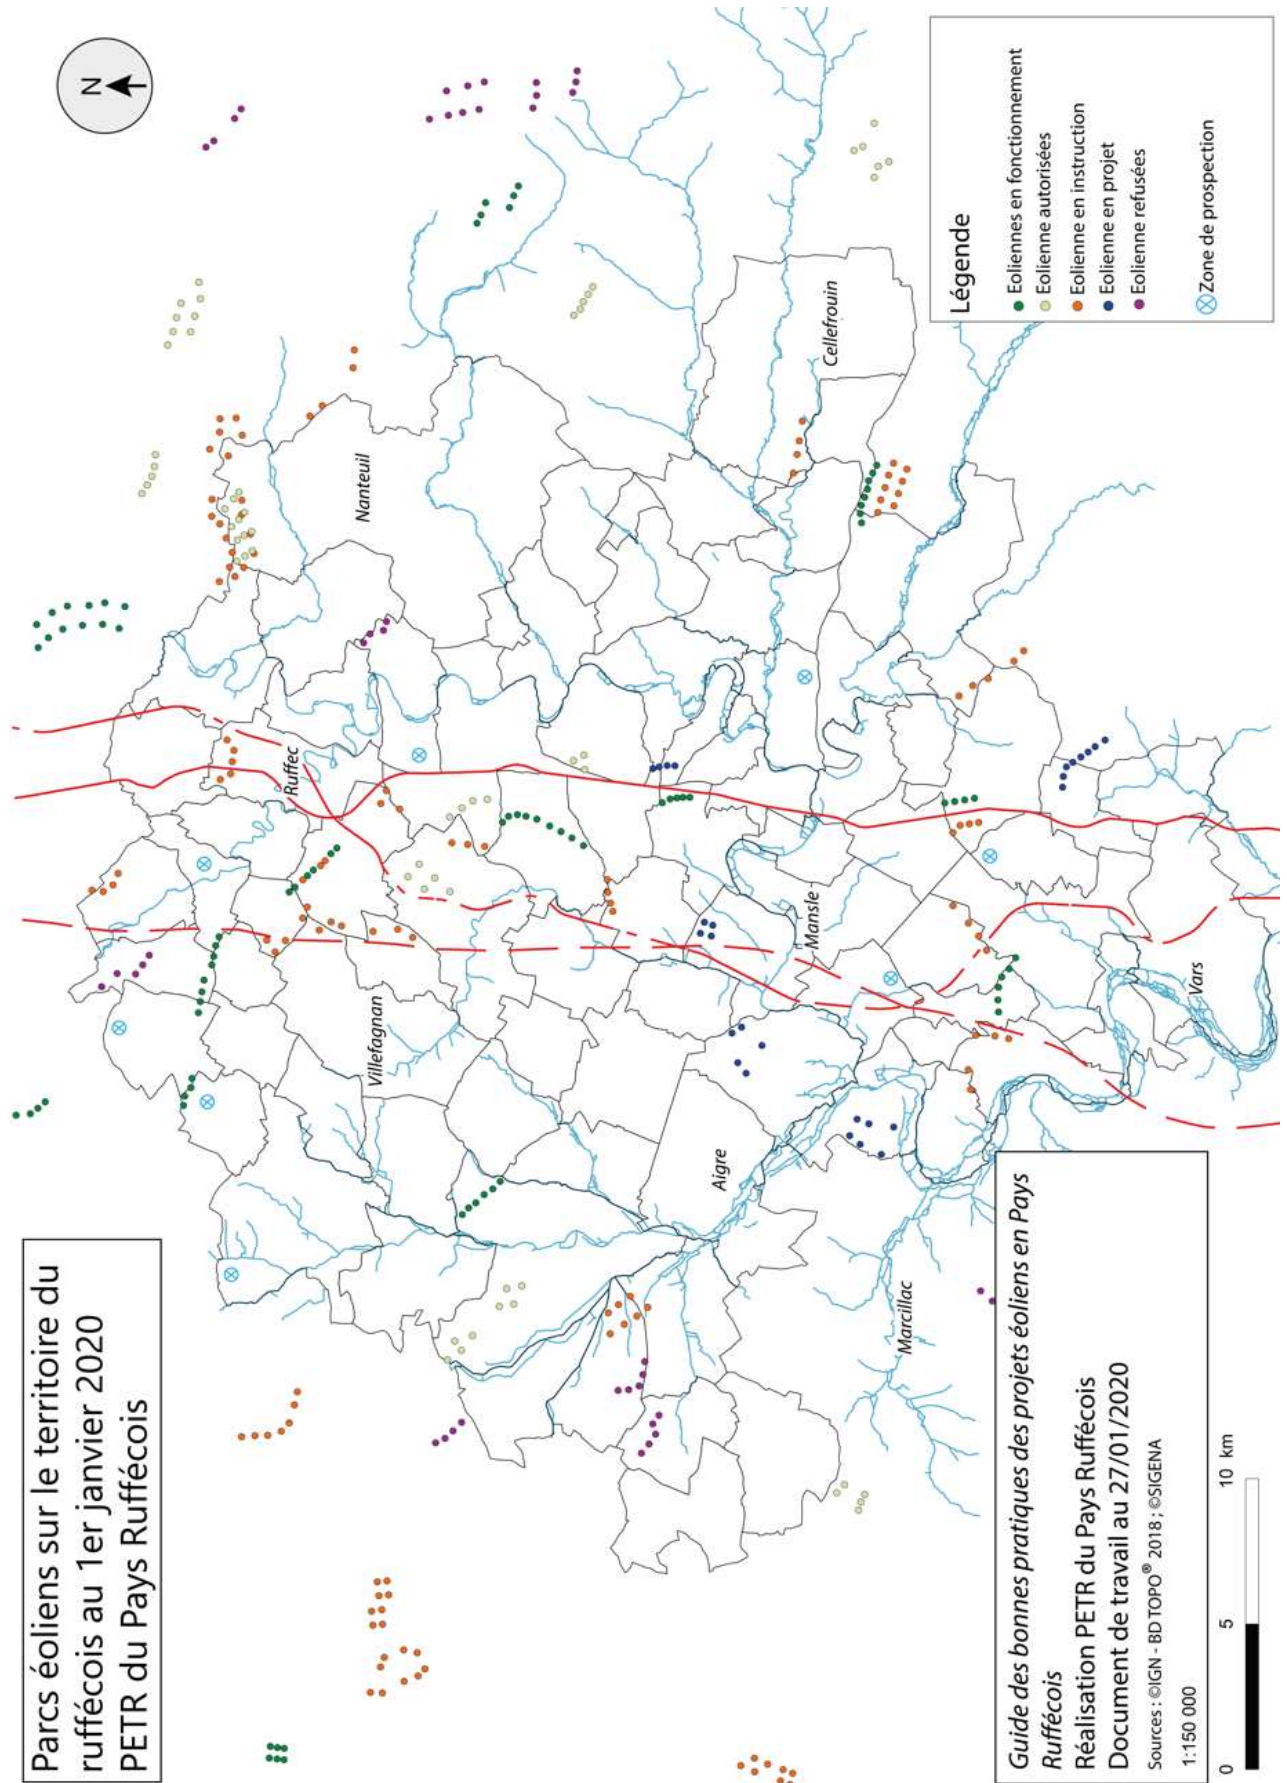 Parcs éoliens sur le territoire du
ruffécois au 1er janvier 2020
PETR du Pays Ruffécois
N
Nanteuil
Ruffec
Villefagnan
Cellefrouin
Mansle
Aigre
Marcillac
Vars
Légende
Eoliennes en fonctionnement
Eolienne autorisées
Eolienne en instruction
Eolienne en projet
Eolienne refusées
Zone de prospection
Guide des bonnes pratiques des projets éoliens en Pays
Ruffécois
Réalisation PETR du Pays Ruffécois
Document de travail au 27/01/2020
Sources : ©IGN - BD TOPO® 2018 ; ©SIGENA
1:150 000
0 5 10 km